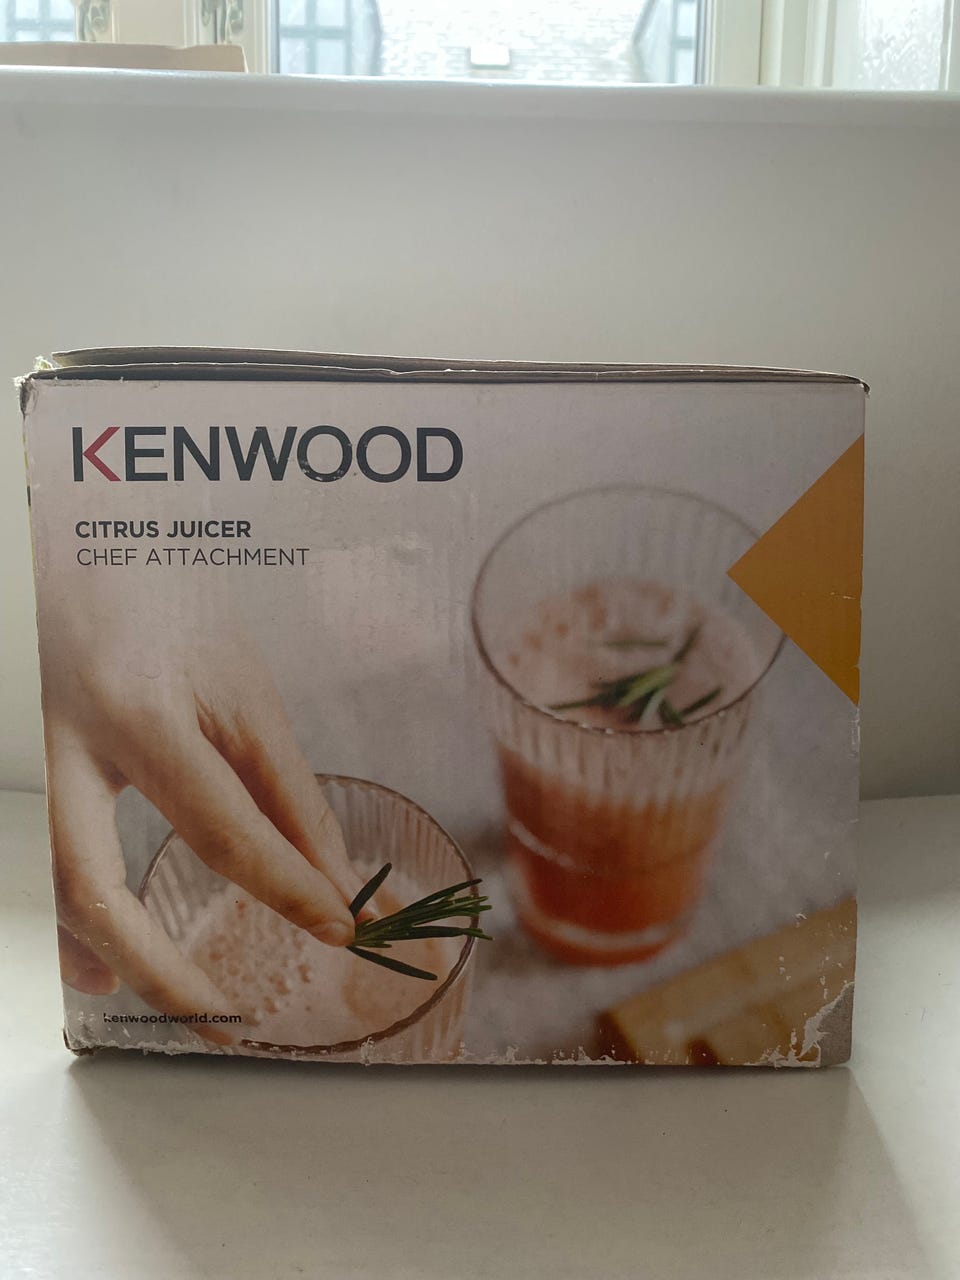 KENWOOD
CITRUS JUICER
CHEF ATTACHMENT
kenwoodworld.com